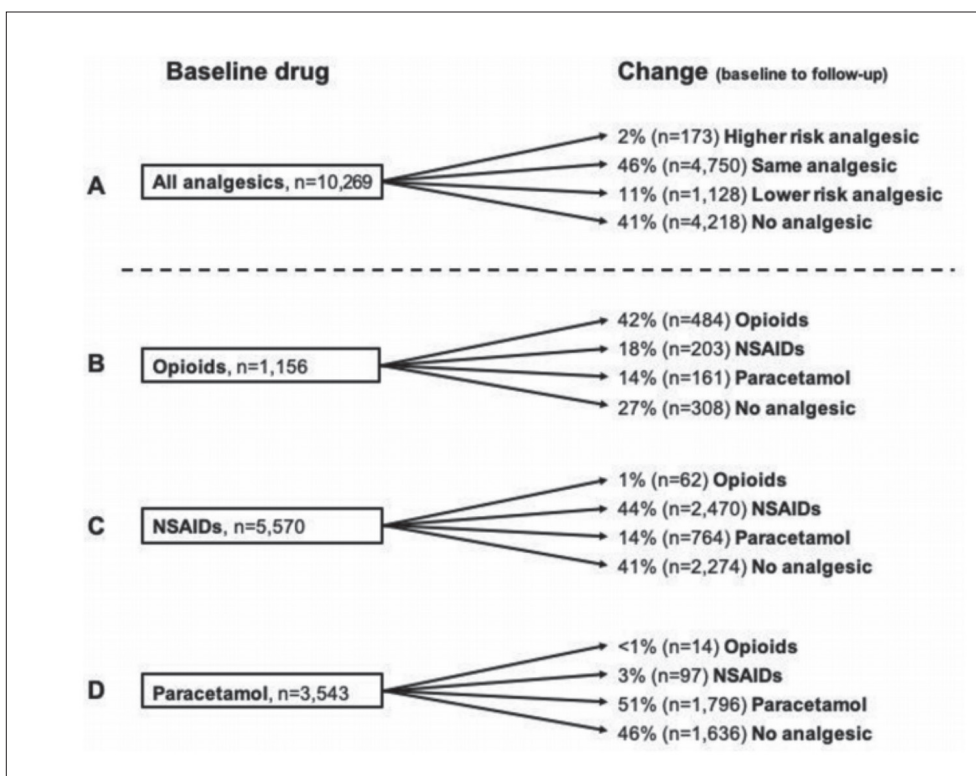 Baseline drug
Change (baseline to follow-up)
A
All analgesics, n=10,269
2% (n=173) Higher risk analgesic
46% (n=4,750) Same analgesic
11% (n=1,128) Lower risk analgesic
41% (n=4,218) No analgesic
B
Opioids, n=1,156
42% (n=484) Opioids
18% (n=203) NSAIDs
14% (n=161) Paracetamol
27% (n=308) No analgesic
C
NSAIDs, n=5,570
1% (n=62) Opioids
44% (n=2,470) NSAIDs
14% (n=764) Paracetamol
41% (n=2,274) No analgesic
D
Paracetamol, n=3,543
<1% (n=14) Opioids
3% (n=97) NSAIDs
51% (n=1,796) Paracetamol
46% (n=1,636) No analgesic